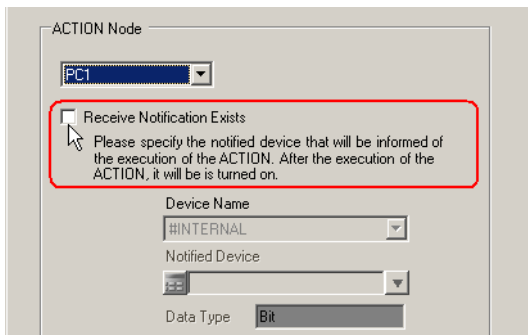 ACTION Node
PC1
Receive Notification Exists
Please specify the notified device that will be informed of
the execution of the ACTION. After the execution of the
ACTION, it will be is turned on.
Device Name
#INTERNAL
Notified Device
Data Type Bit